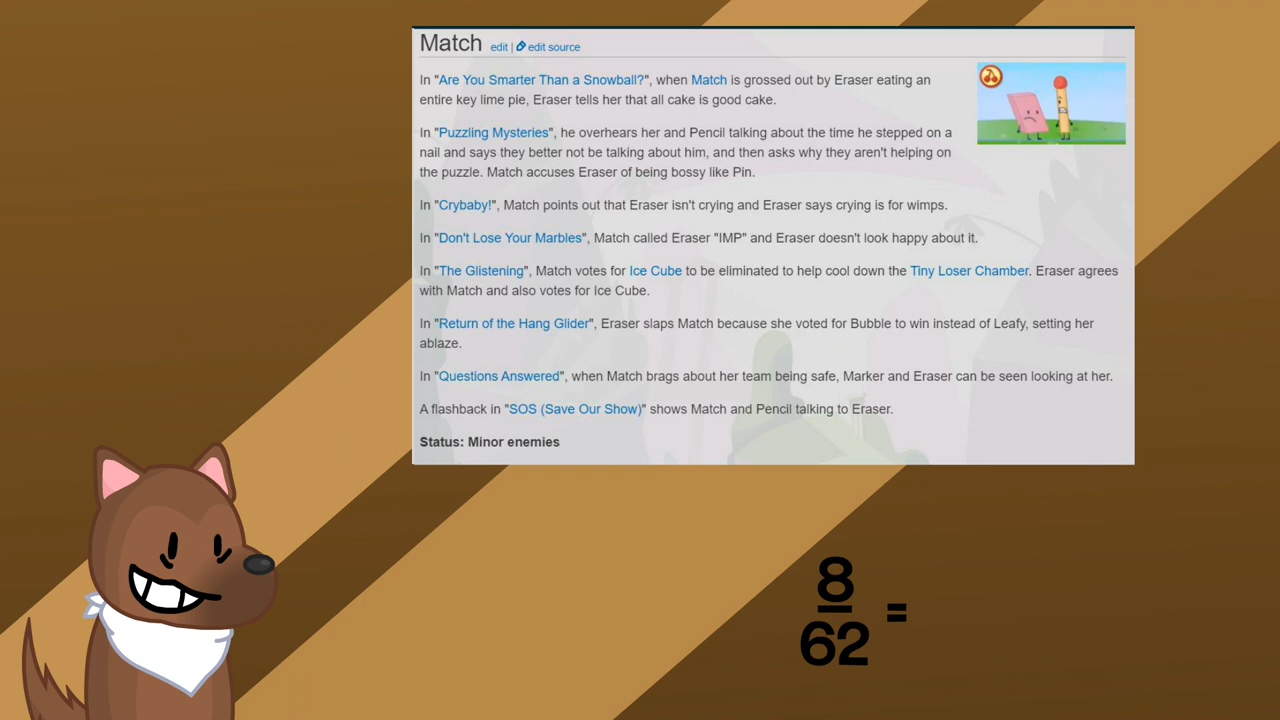 Match edit | edit source
In "Are You Smarter Than a Snowball?", when Match is grossed out by Eraser eating an
entire key lime pie, Eraser tells her that all cake is good cake.
In "Puzzling Mysteries", he overhears her and Pencil talking about the time he stepped on a
nail and says they better not be talking about him, and then asks why they aren't helping on
the puzzle. Match accuses Eraser of being bossy like Pin.
In "Crybaby!", Match points out that Eraser isn't crying and Eraser says crying is for wimps.
In "Don't Lose Your Marbles", Match called Eraser "IMP" and Eraser doesn't look happy about it.
In "The Glistening", Match votes for Ice Cube to be eliminated to help cool down the Tiny Loser Chamber. Eraser agrees
with Match and also votes for Ice Cube.
In "Return of the Hang Glider", Eraser slaps Match because she voted for Bubble to win instead of Leafy, setting her
ablaze.
In "Questions Answered", when Match brags about her team being safe, Marker and Eraser can be seen looking at her.
A flashback in "SOS (Save Our Show)" shows Match and Pencil talking to Eraser.
Status: Minor enemies
8
62 =